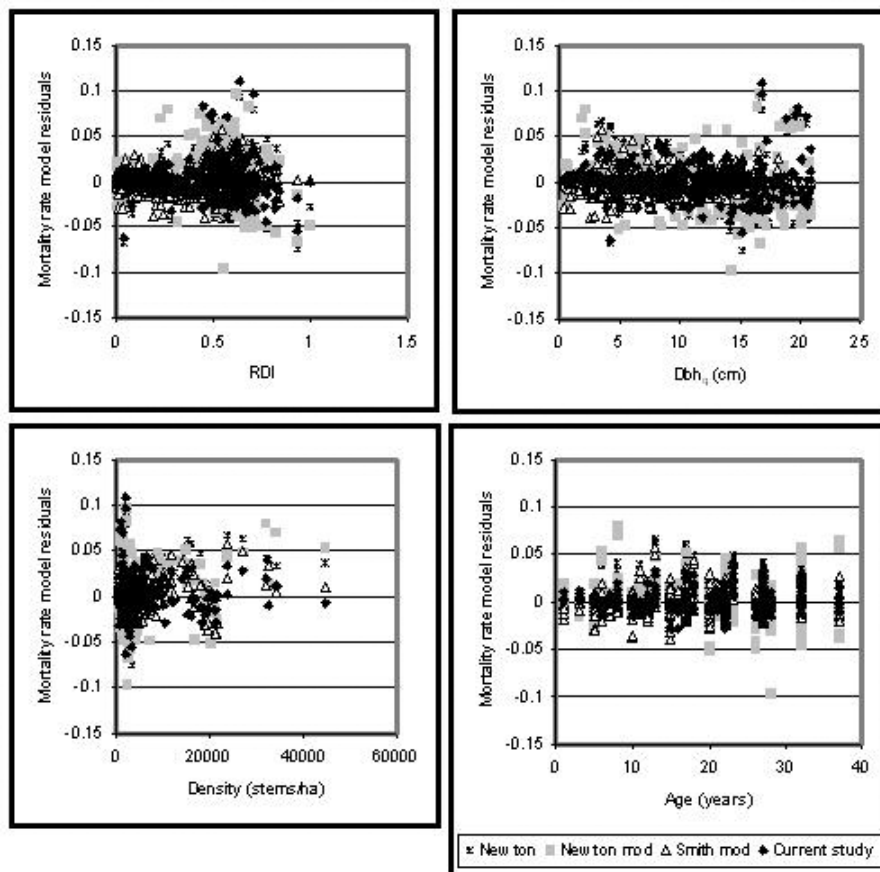 0.15
0.1
0.05
0
-0.05
-0.1
-0.15
0 0.5 1 1.5
RDI
Mortality rate model residuals
0.15
0.1
0.05
0
-0.05
-0.1
-0.15
0 5 10 15 20 25
Dbhq (cm)
Mortality rate model residuals
0.15
0.1
0.05
0
-0.05
-0.1
-0.15
0 20000 40000 60000
Density (stems/ha)
Mortality rate model residuals
0.15
0.1
0.05
0
-0.05
-0.1
-0.15
0 10 20 30 40
Age (years)
Mortality rate model residuals
Newton Newton mod Smith mod Current study